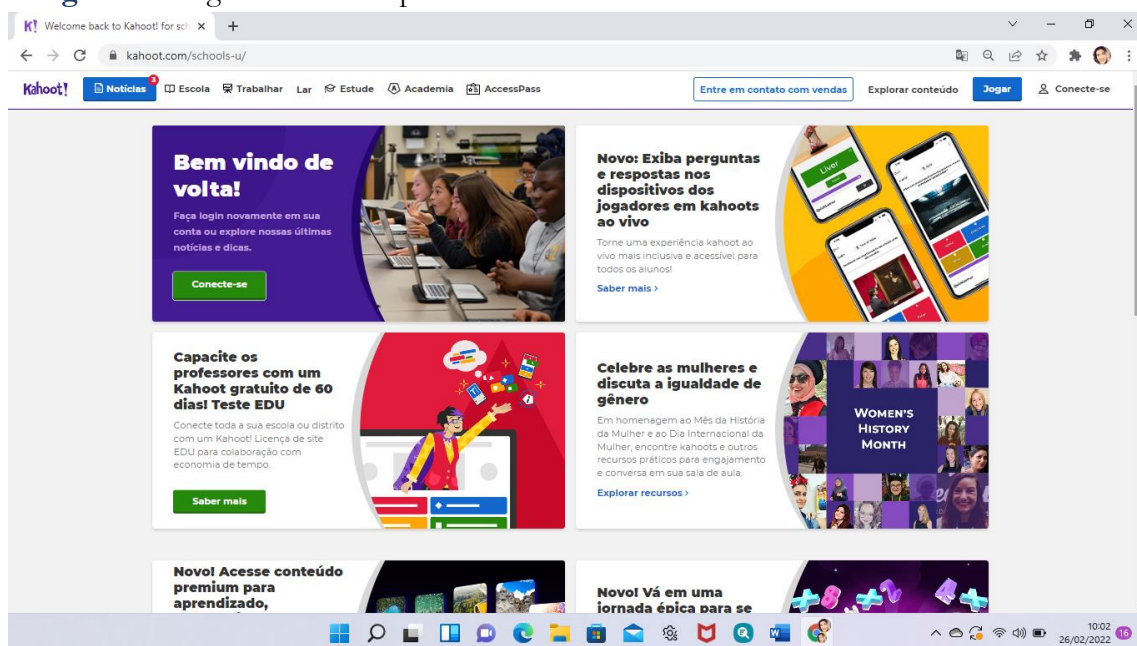 Welcome back to Kahoot! for sch
kahoot.com/schools-u/
Kahoot!
Notícias
3
Escola
Trabalhar
Lar
Estude
Academia
AccessPass
Entre em contato com vendas
Explorar conteúdo
Jogar
Conecte-se
Bem vindo de
volta!
Faça login novamente em sua
conta ou explore nossas últimas
notícias e dicas.
Conecte-se
Novo: Exiba perguntas
e respostas nos
dispositivos dos
jogadores em kahoots
ao vivo
Torne uma experiência kahoot ao
vivo mais inclusiva e acessível para
todos os alunos!
Saber mais >
Liver
Capacite os
professores com um
Kahoot gratuito de 60
dias! Teste EDU
Conecte toda a sua escola ou distrito
com um Kahoot! Licença de site
EDU para colaboração com
economia de tempo.
Saber mais
Celebre as mulheres e
discuta a igualdade de
gênero
Em homenagem ao Mês da História
da Mulher e ao Dia Internacional da
Mulher, encontre kahoots e outros
recursos práticos para engajamento
e conversa em sua sala de aula.
Explorar recursos >
WOMEN'S
HISTORY
MONTH
Novo! Acesse conteúdo
premium para
aprendizado,
Novo! Vá em uma
jornada épica para se
10:02
26/02/2022
16